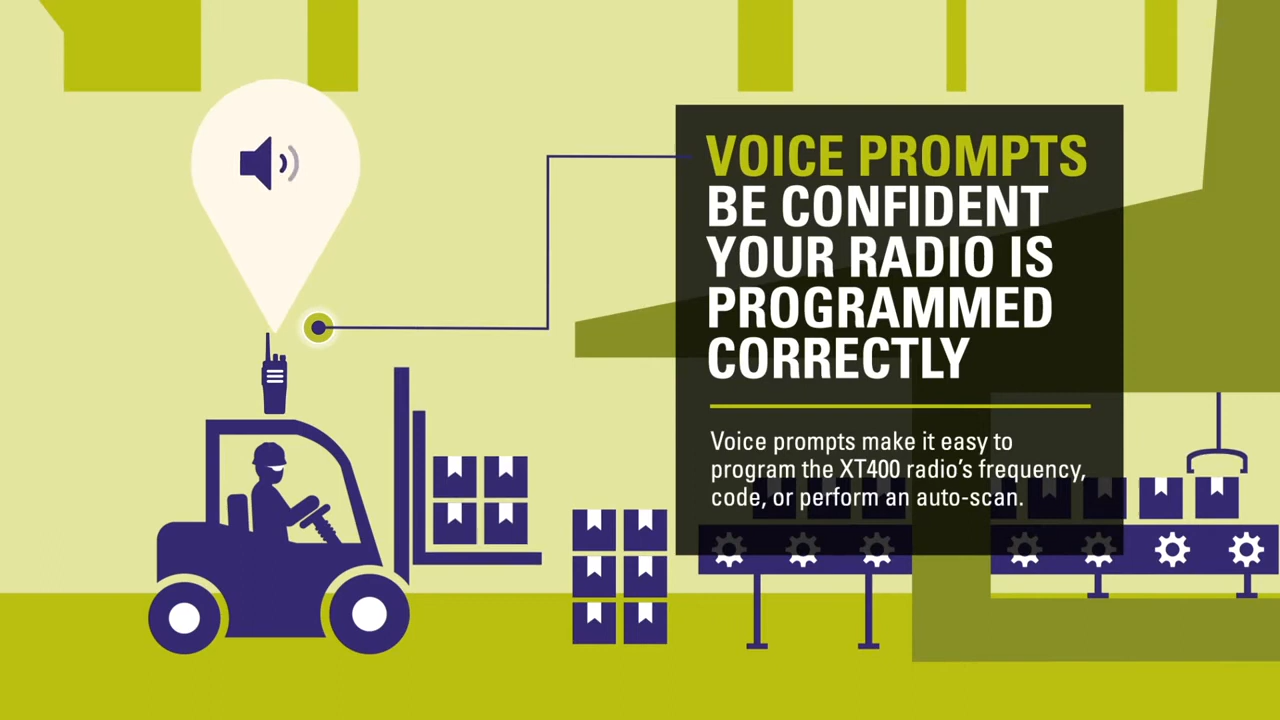 VOICE PROMPTS
BE CONFIDENT
YOUR RADIO IS
PROGRAMMED
CORRECTLY
Voice prompts make it easy to
program the XT400 radio’s frequency,
code, or perform an auto-scan.